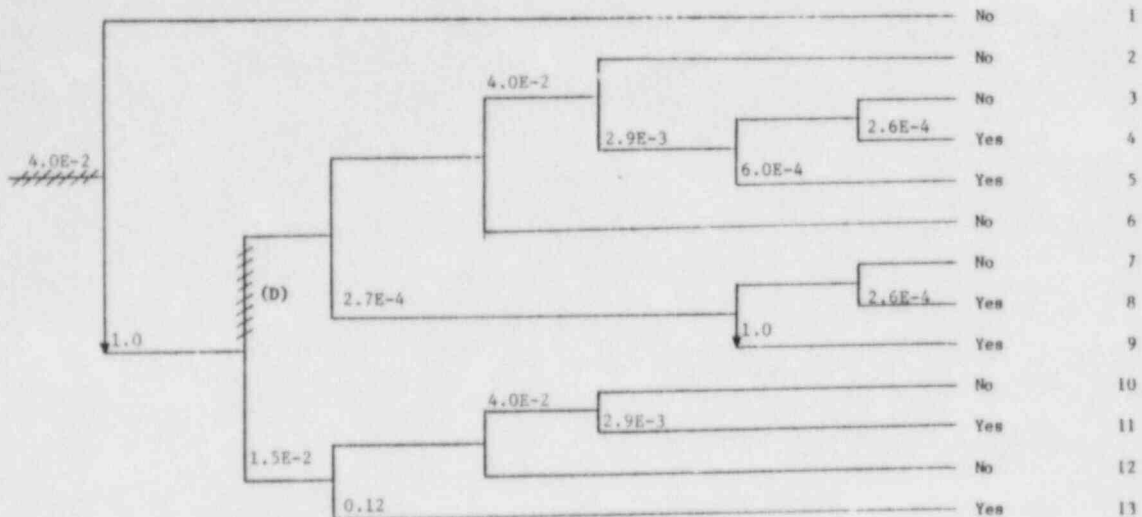 No 1
No 2
4.0E-2
No 3
2.6E-4
2.9E-3
Yes 4
4.0E-2
6.0E-4
Yes 5
No 6
No 7
(D)
2.7E-4
2.6E-4
Yes 8
1.0
1.0
Yes 9
4.0E-2
No 10
2.9E-3
Yes 11
1.5E-2
No 12
0.12
Yes 13